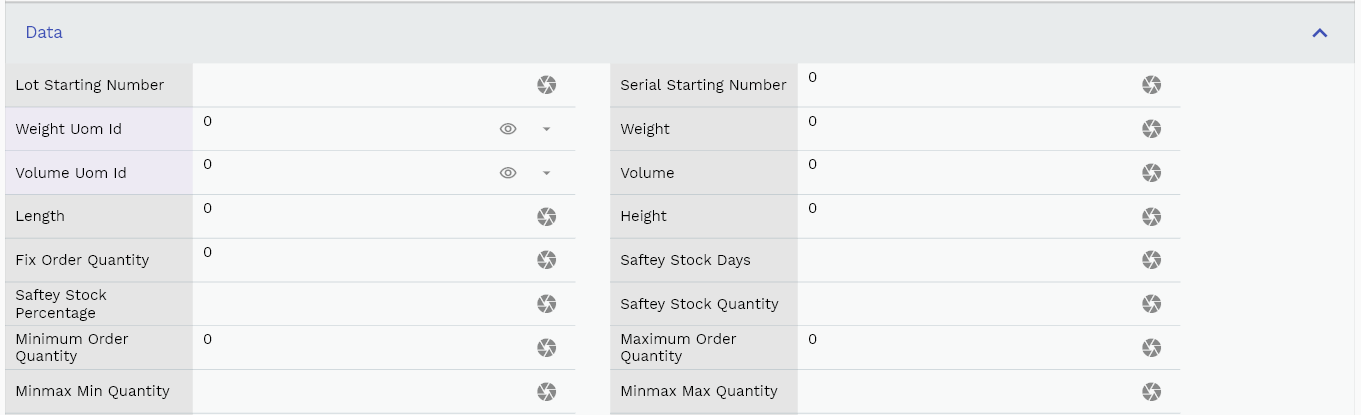 Data
Lot Starting Number
Serial Starting Number 0
Weight Uom Id 0
Weight 0
Volume Uom Id 0
Volume 0
Length 0
Height 0
Fix Order Quantity 0
Saftey Stock Days
Saftey Stock
Percentage
Saftey Stock Quantity
Minimum Order
Quantity
0
Maximum Order
Quantity
0
Minmax Min Quantity
Minmax Max Quantity